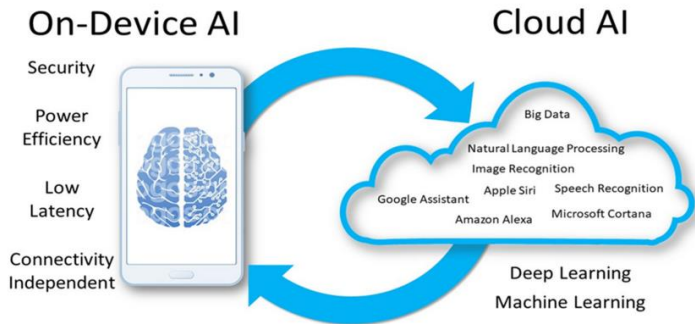 On-Device AI
Security
Power
Efficiency
Low
Latency
Connectivity
Independent
Cloud AI
Big Data
Natural Language Processing
Image Recognition
Google Assistant
Apple Siri
Speech Recognition
Amazon Alexa
Microsoft Cortana
Deep Learning
Machine Learning